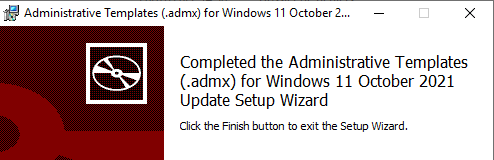 Administrative Templates (.admx) for Windows 11 October 2...
Completed the Administrative Templates
(.admx) for Windows 11 October 2021
Update Setup Wizard
Click the Finish button to exit the Setup Wizard.